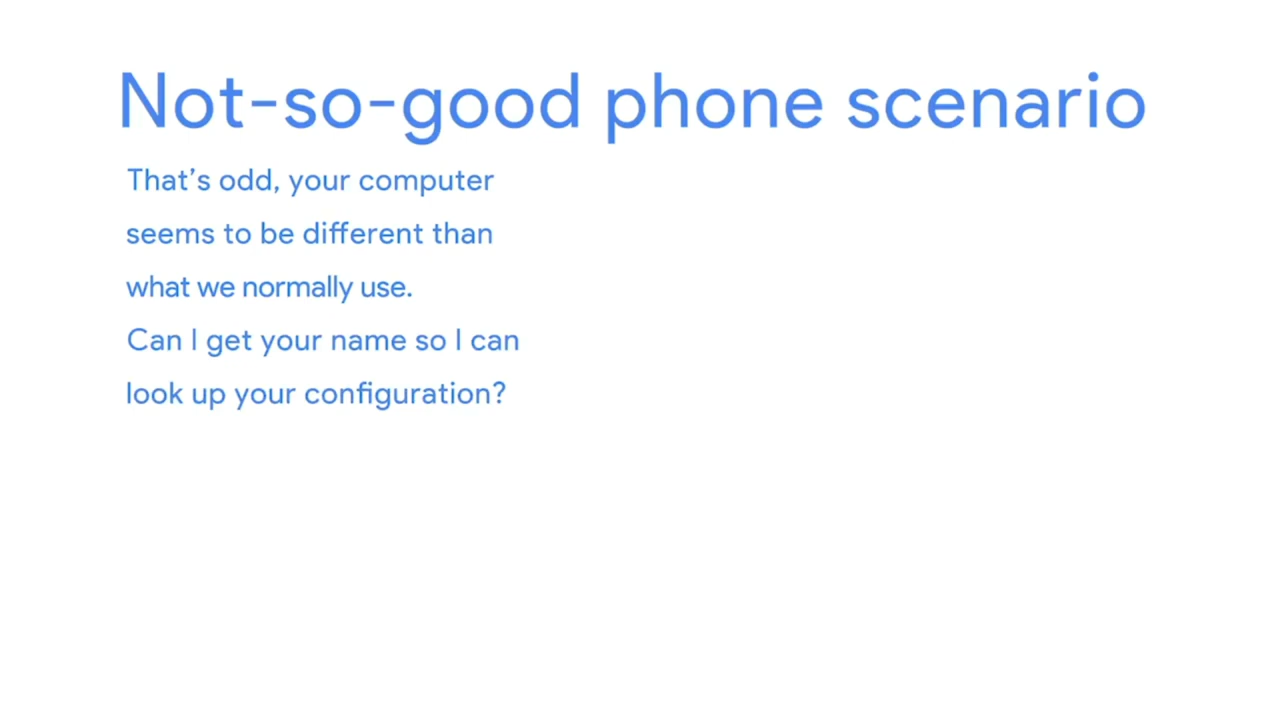 Not-so-good phone scenario
That’s odd, your computer
seems to be different than
what we normally use.
Can I get your name so I can
look up your configuration?